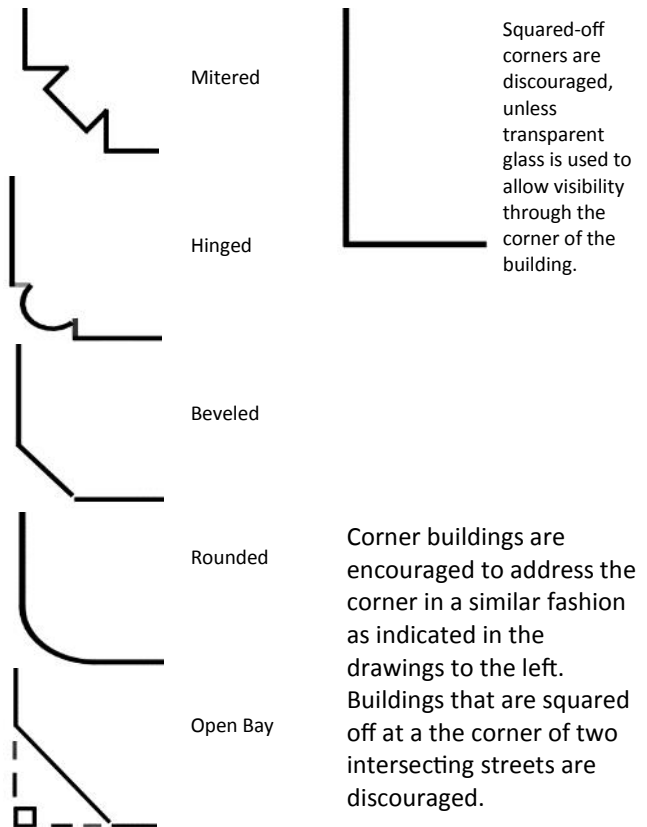 Mitered
Hinged
Beveled
Rounded
Open Bay
Squared-off
corners are
discouraged,
unless
transparent
glass is used to
allow visibility
through the
corner of the
building.
Corner buildings are
encouraged to address the
corner in a similar fashion
as indicated in the
drawings to the left.
Buildings that are squared
off at a the corner of two
intersecting streets are
discouraged.